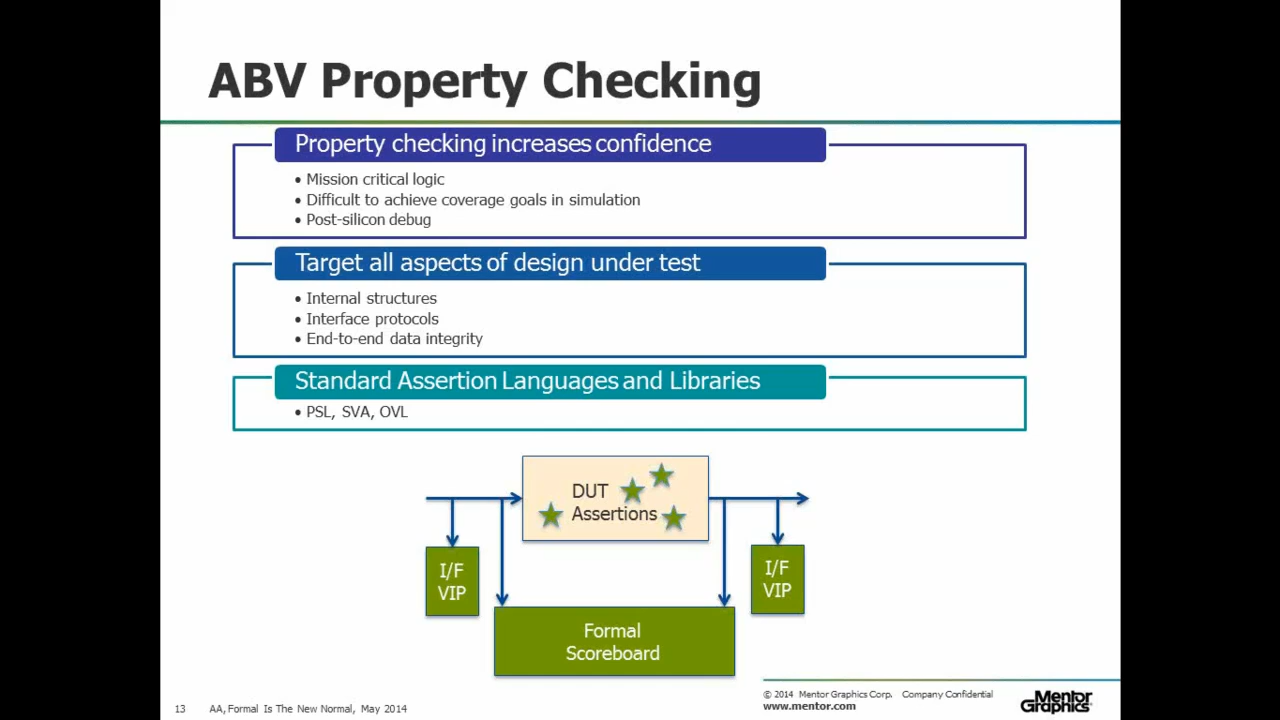 ABV Property Checking
Property checking increases confidence
• Mission critical logic
• Difficult to achieve coverage goals in simulation
• Post-silicon debug
Target all aspects of design under test
• Internal structures
• Interface protocols
• End-to-end data integrity
Standard Assertion Languages and Libraries
• PSL, SVA, OVL
DUT
Assertions
I/F
VIP
I/F
VIP
Formal
Scoreboard
13 AA, Formal Is The New Normal, May 2014
© 2014 Mentor Graphics Corp. Company Confidential
www.mentor.com
Mentor
Graphics